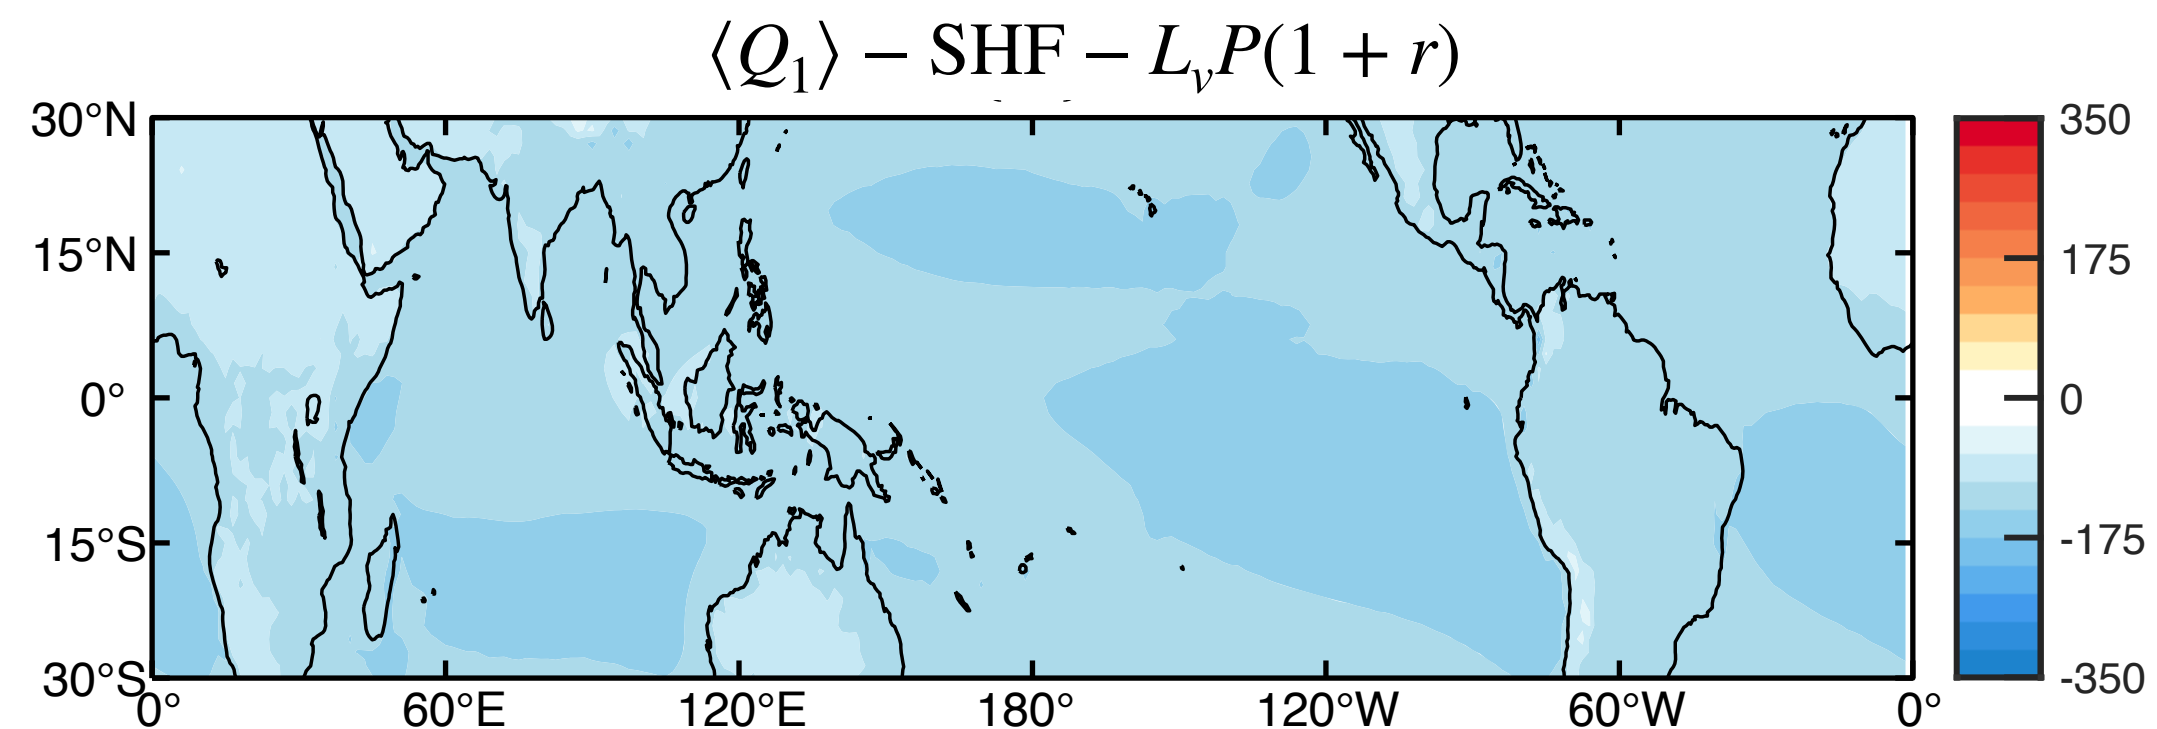 ⟨Q₁⟩ − SHF − LᵥP(1 + r)
30°N
15°N
0°
15°S
30°S
0° 60°E 120°E 180° 120°W 60°W 0°
350
175
0
-175
-350